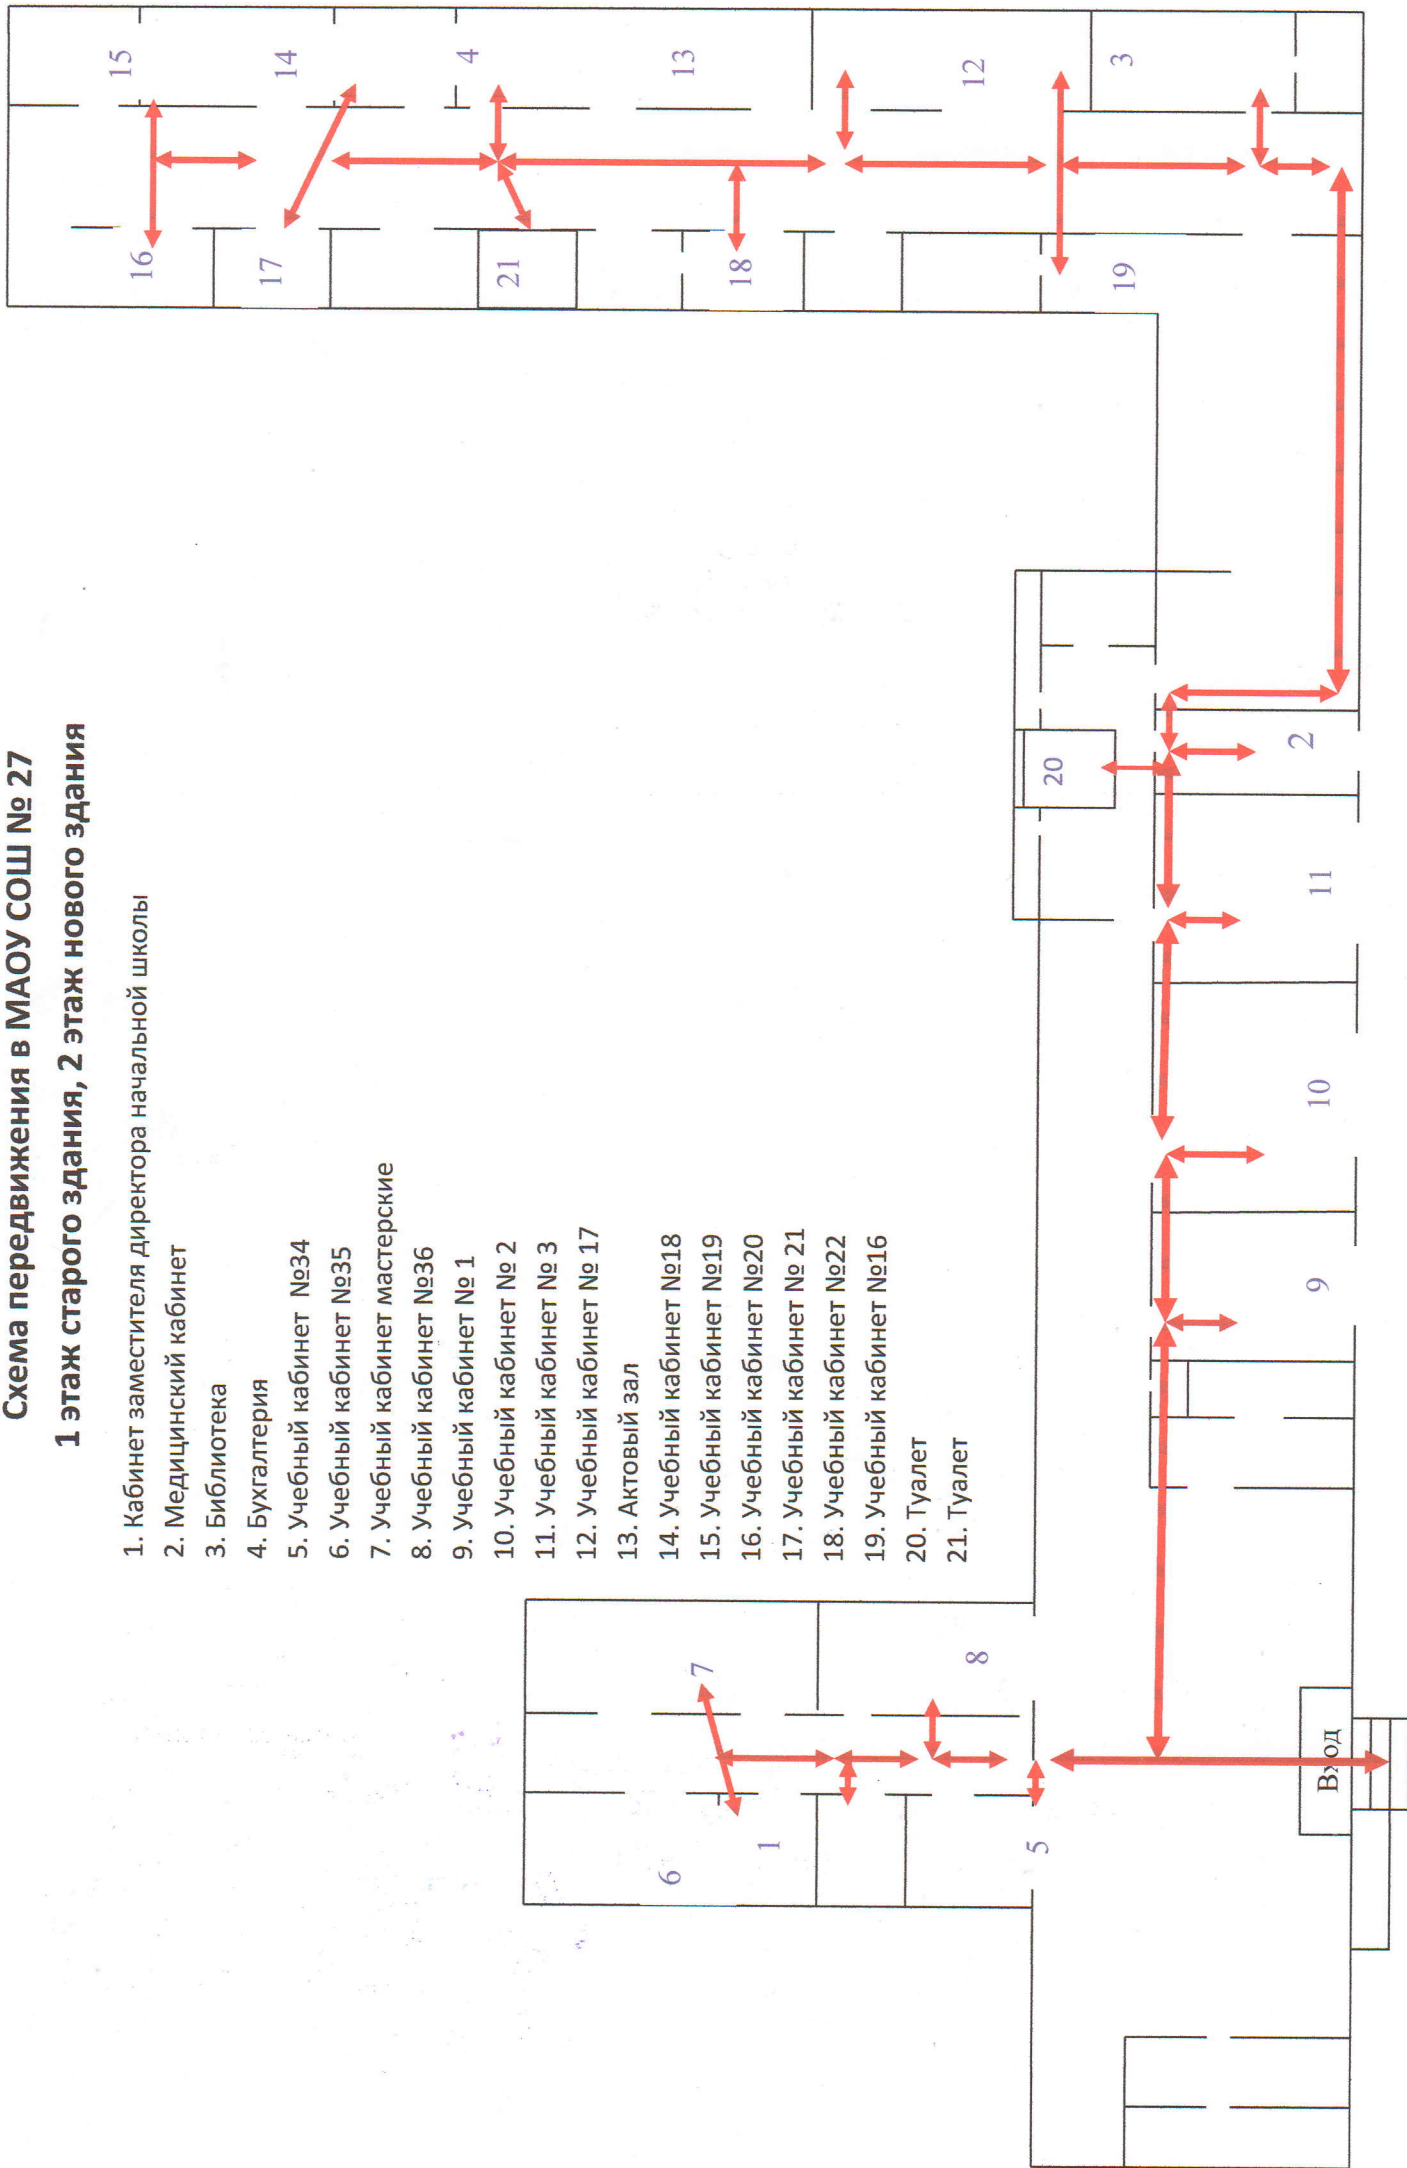 Схема передвижения в МАОУ СОШ № 27
1 этаж старого здания, 2 этаж нового здания
1. Кабинет заместителя директора начальной школы
2. Медицинский кабинет
3. Библиотека
4. Бухгалтерия
5. Учебный кабинет №34
6. Учебный кабинет №35
7. Учебный кабинет мастерские
8. Учебный кабинет №36
9. Учебный кабинет № 1
10. Учебный кабинет № 2
11. Учебный кабинет № 3
12. Учебный кабинет № 17
13. Актовый зал
14. Учебный кабинет №18
15. Учебный кабинет №19
16. Учебный кабинет №20
17. Учебный кабинет № 21
18. Учебный кабинет №22
19. Учебный кабинет №16
20. Туалет
21. Туалет
15
14
4
13
12
3
16
17
21
18
19
20
2
11
10
9
7
8
6
1
5
Вход